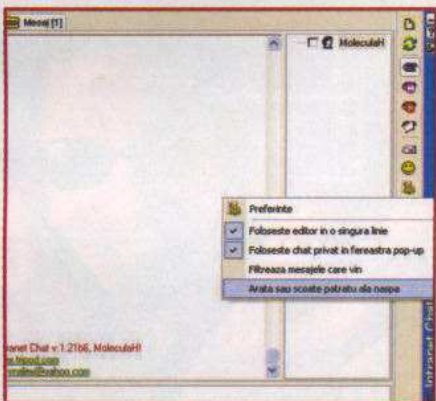 Mesaj [1]
MoleculaH
Preferinte
Foloseste editor in o singura linie
Foloseste chat privat in fereastra pop-up
Filtreaza mesajele care vin
Arata sau scoate patratu ala naspa
Chat v 1.21b6, MoleculaH!
Intranet Chat